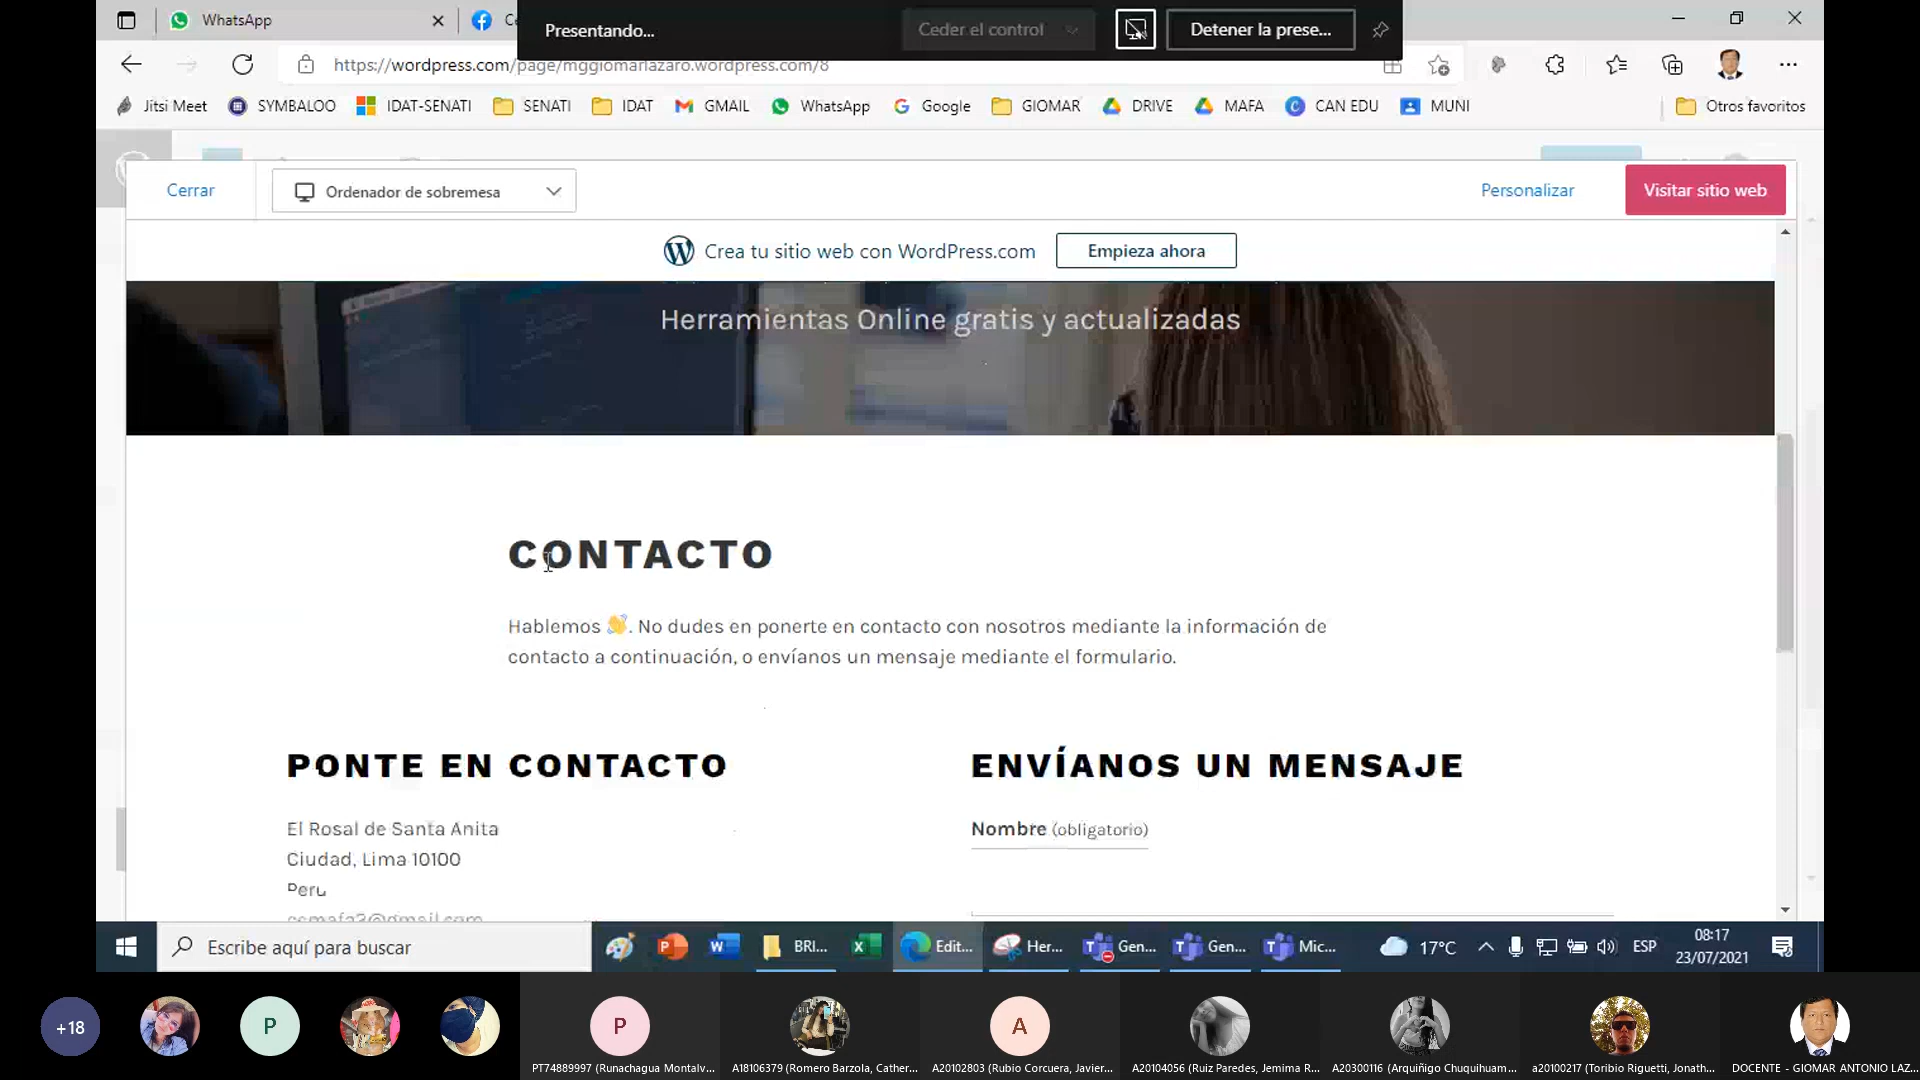 WhatsApp
Presentando...
Ceder el control
Detener la prese...
https://wordpress.com/page/mggiomarlazaro.wordpress.com/8
Jitsi Meet
SYMBALOO
IDAT-SENATI
SENATI
IDAT
GMAIL
WhatsApp
Google
GIOMAR
DRIVE
MAFA
CAN EDU
MUNI
Otros favoritos
Cerrar
Ordenador de sobremesa
Personalizar
Visitar sitio web
Crea tu sitio web con WordPress.com
Empieza ahora
Herramientas Online gratis y actualizadas
CONTACTO
Hablemos 👋. No dudes en ponerte en contacto con nosotros mediante la información de
contacto a continuación, o envíanos un mensaje mediante el formulario.
PONTE EN CONTACTO
ENVÍANOS UN MENSAJE
El Rosal de Santa Anita
Nombre (obligatorio)
Ciudad, Lima 10100
Peru
Escribe aquí para buscar
BRI...
Edit...
Her...
Gen...
Gen...
Mic...
17°C
ESP
08:17
23/07/2021
+18
P
P
A
PT74889997 (Runachagua Montalv...
A18106379 (Romero Barzola, Cather...
A20102803 (Rubio Corcuera, Javier...
A20104056 (Ruiz Paredes, Jemima R...
A20300116 (Arquiñigo Chuquihuam...
a20100217 (Toribio Riguetti, Jonath...
DOCENTE - GIOMAR ANTONIO LAZ...